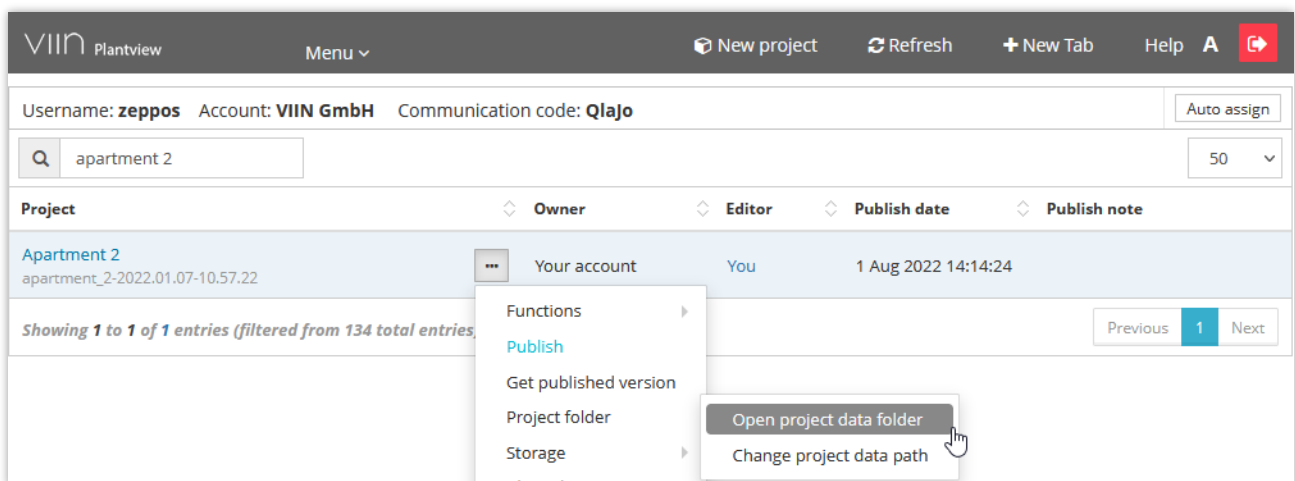 VIIN Plantview Menu New project Refresh New Tab Help A
Username: zeppos Account: VIIN GmbH Communication code: QlaJo Auto assign
apartment 2 50
Project Owner Editor Publish date Publish note
Apartment 2 ... Your account You 1 Aug 2022 14:14:24
apartment_2-2022.01.07-10.57.22
Functions
Showing 1 to 1 of 1 entries (filtered from 134 total entries Previous 1 Next
Publish
Get published version
Project folder
Open project data folder
Storage
Change project data path